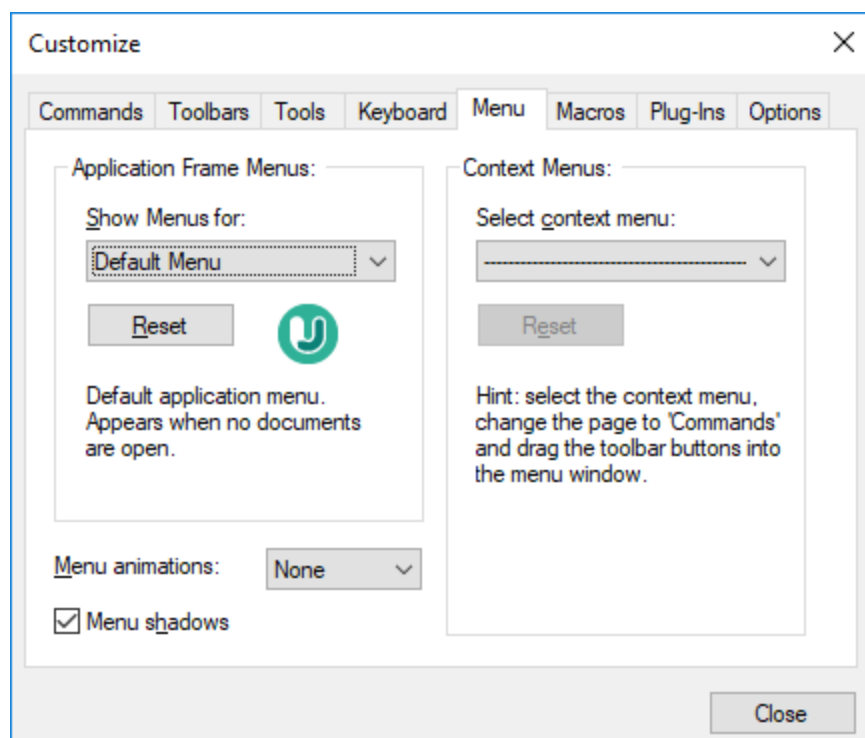 Customize
Commands Toolbars Tools Keyboard Menu Macros Plug-Ins Options
Application Frame Menus:
Show Menus for:
Default Menu
Reset
Default application menu.
Appears when no documents
are open.
Context Menus:
Select context menu:
Reset
Hint: select the context menu,
change the page to 'Commands'
and drag the toolbar buttons into
the menu window.
Menu animations: None
Menu shadows
Close